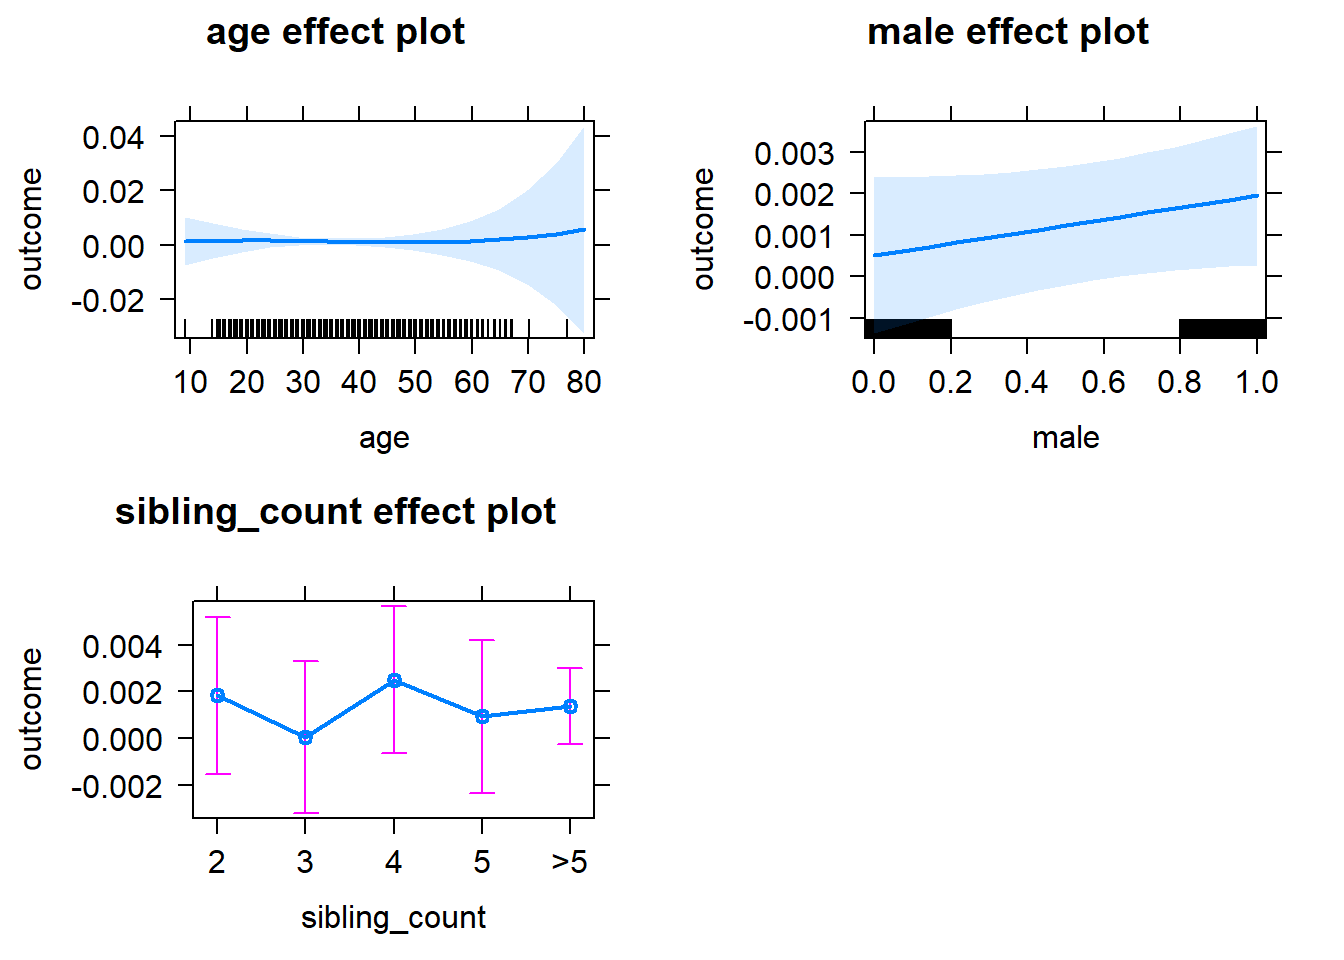 age effect plot
outcome
0.04
0.02
0.00
-0.02
10 20 30 40 50 60 70 80
age
male effect plot
outcome
0.003
0.002
0.001
0.000
-0.001
0.0 0.2 0.4 0.6 0.8 1.0
male
sibling_count effect plot
outcome
0.004
0.002
0.000
-0.002
2 3 4 5 >5
sibling_count